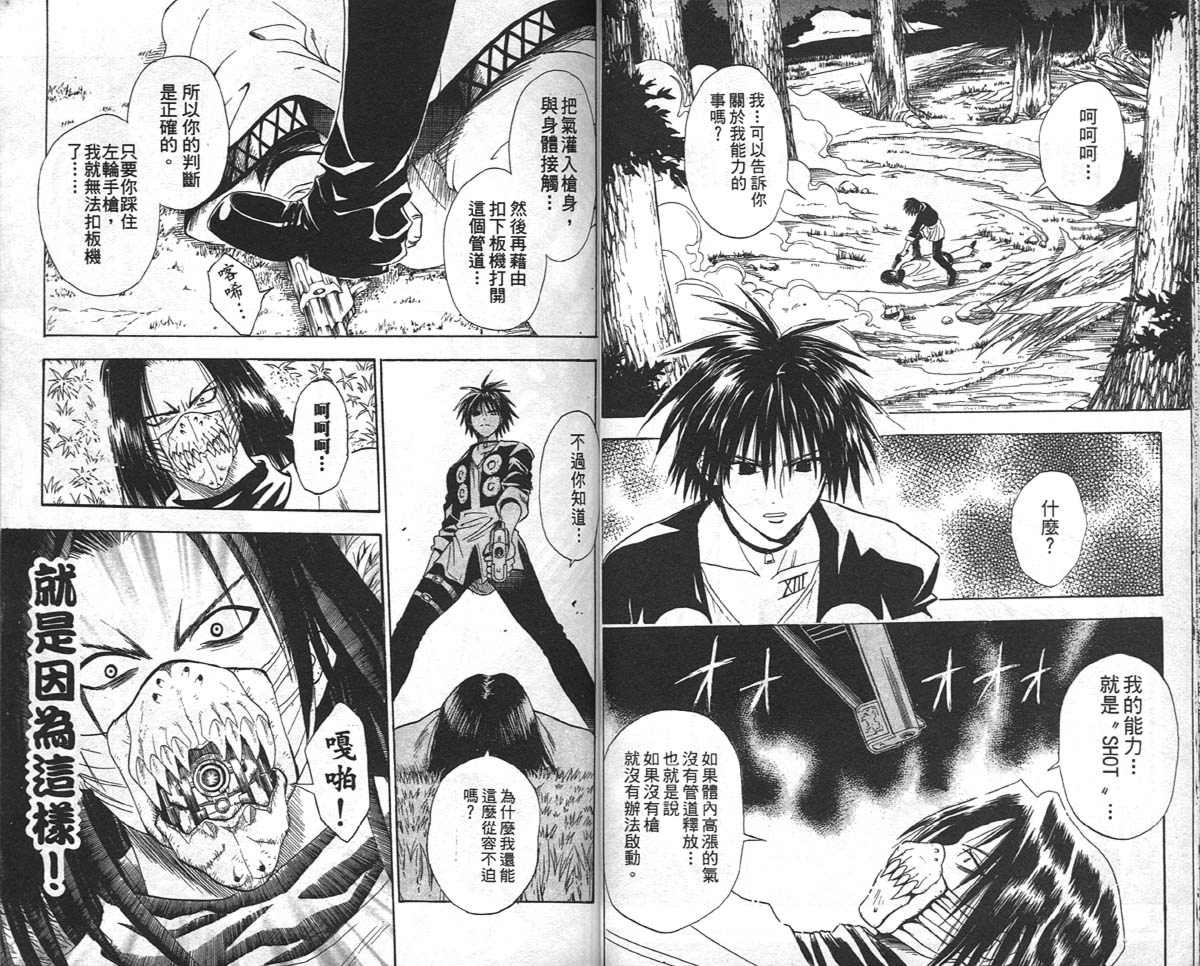 呵呵呵…
我…可以告訴你
關於我能力的
事嗎?
什麼?
XIII
我的能力…
就是〝SHOT〞…
オオオオ
如果體內高漲的氣
沒有管道釋放…
也就是說
如果沒有槍
就沒有辦法啟動。
把氣灌入槍身，
與身體接觸…
然後再藉由
扣下板機打開
這個管道…
所以你的判斷
是正確的。
只要你踩住
左輪手槍，
我就無法扣板機
了……
喀唏…
不過你知道…
為什麼我還能
這麼從容不迫
嗎?
呵呵呵…
嘎啪!
就是因為這樣!